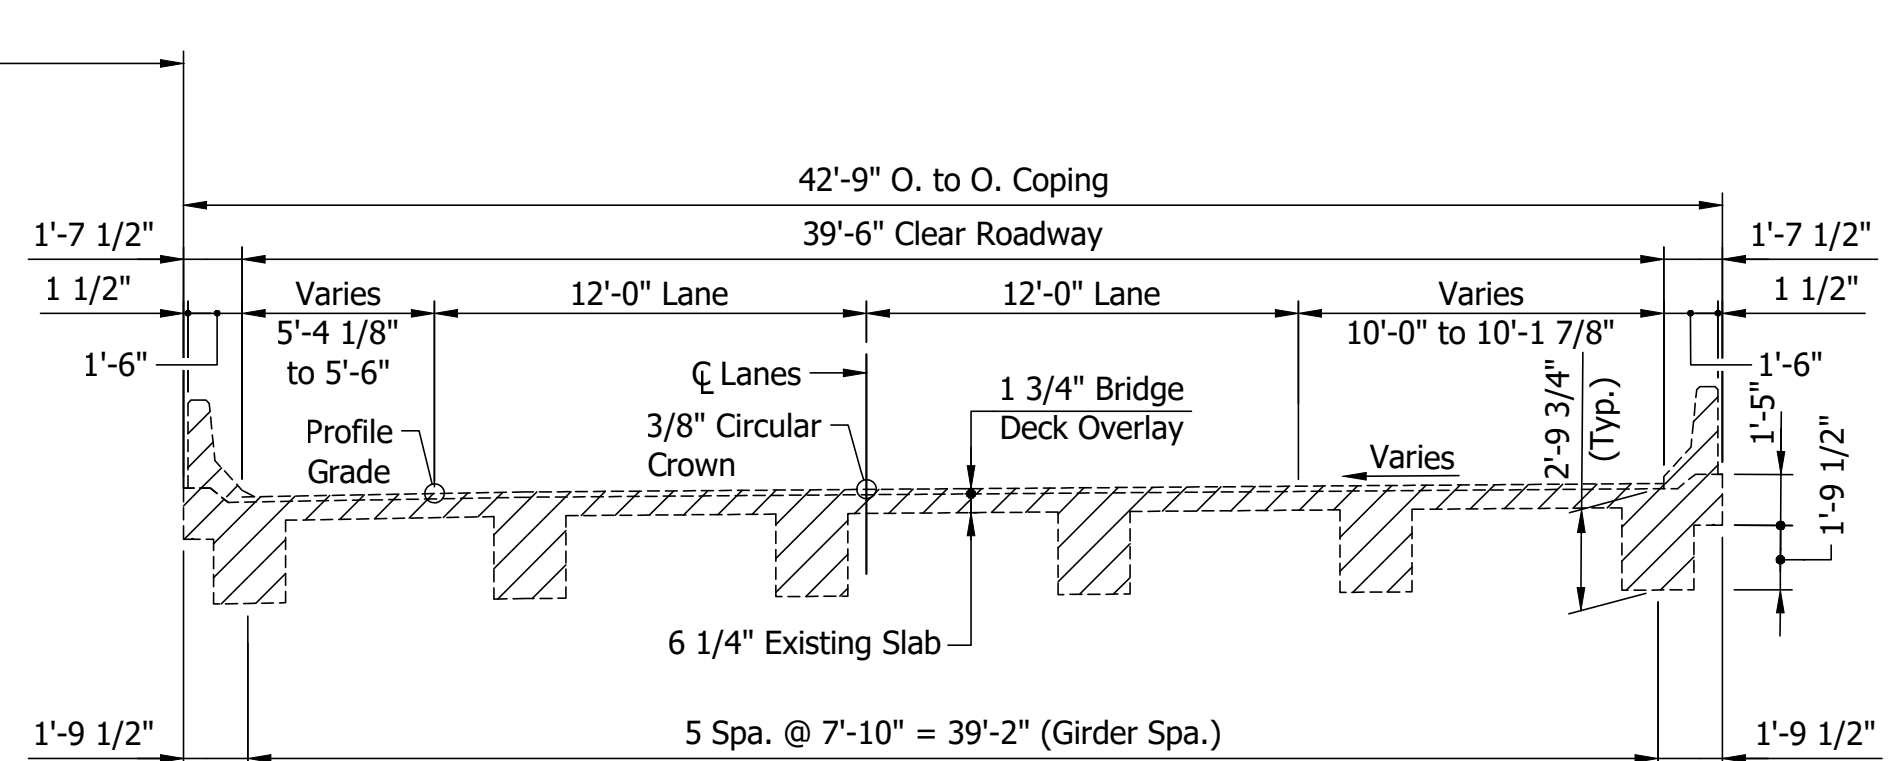 42'-9" O. to O. Coping
1'-7 1/2"
39'-6" Clear Roadway
1'-7 1/2"
1 1/2"
Varies
12'-0" Lane
12'-0" Lane
Varies
1 1/2"
5'-4 1/8"
to 5'-6"
10'-0" to 10'-1 7/8"
1'-6"
1'-6"
℄ Lanes
1 3/4" Bridge
Deck Overlay
2'-9 3/4"
(Typ.)
1'-5"
1'-9 1/2"
Profile
Grade
3/8" Circular
Crown
Varies
6 1/4" Existing Slab
1'-9 1/2"
5 Spa. @ 7'-10" = 39'-2" (Girder Spa.)
1'-9 1/2"